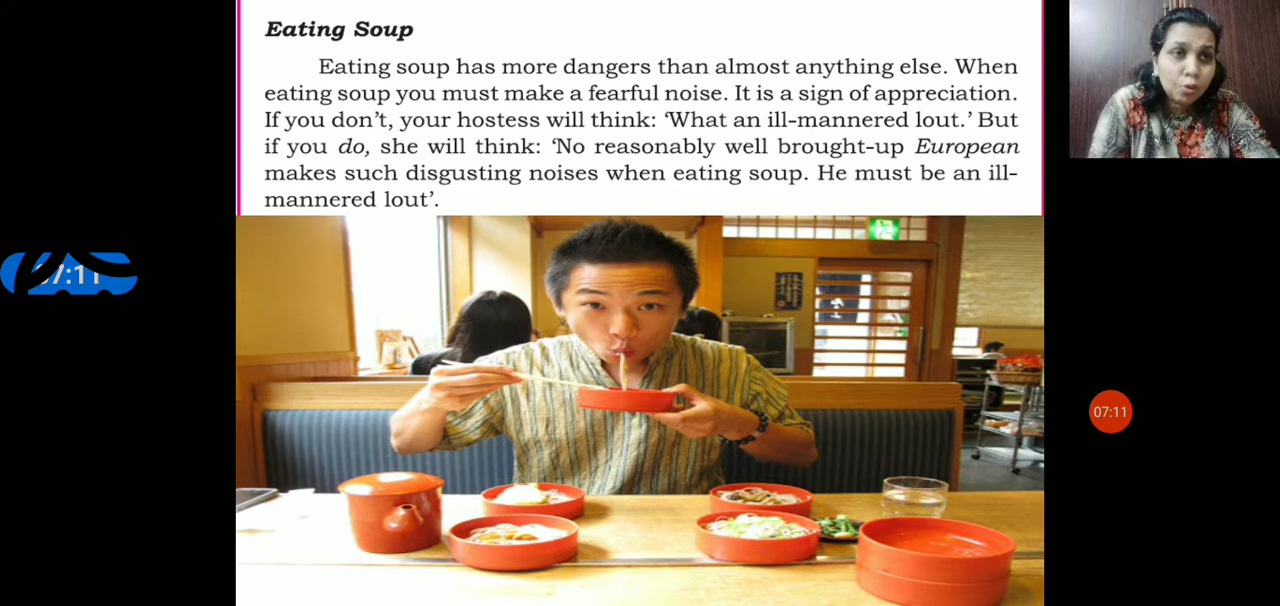 Eating Soup
Eating soup has more dangers than almost anything else. When
eating soup you must make a fearful noise. It is a sign of appreciation.
If you don’t, your hostess will think: ‘What an ill-mannered lout.’ But
if you do, she will think: ‘No reasonably well brought-up European
makes such disgusting noises when eating soup. He must be an ill-
mannered lout’.
07:11